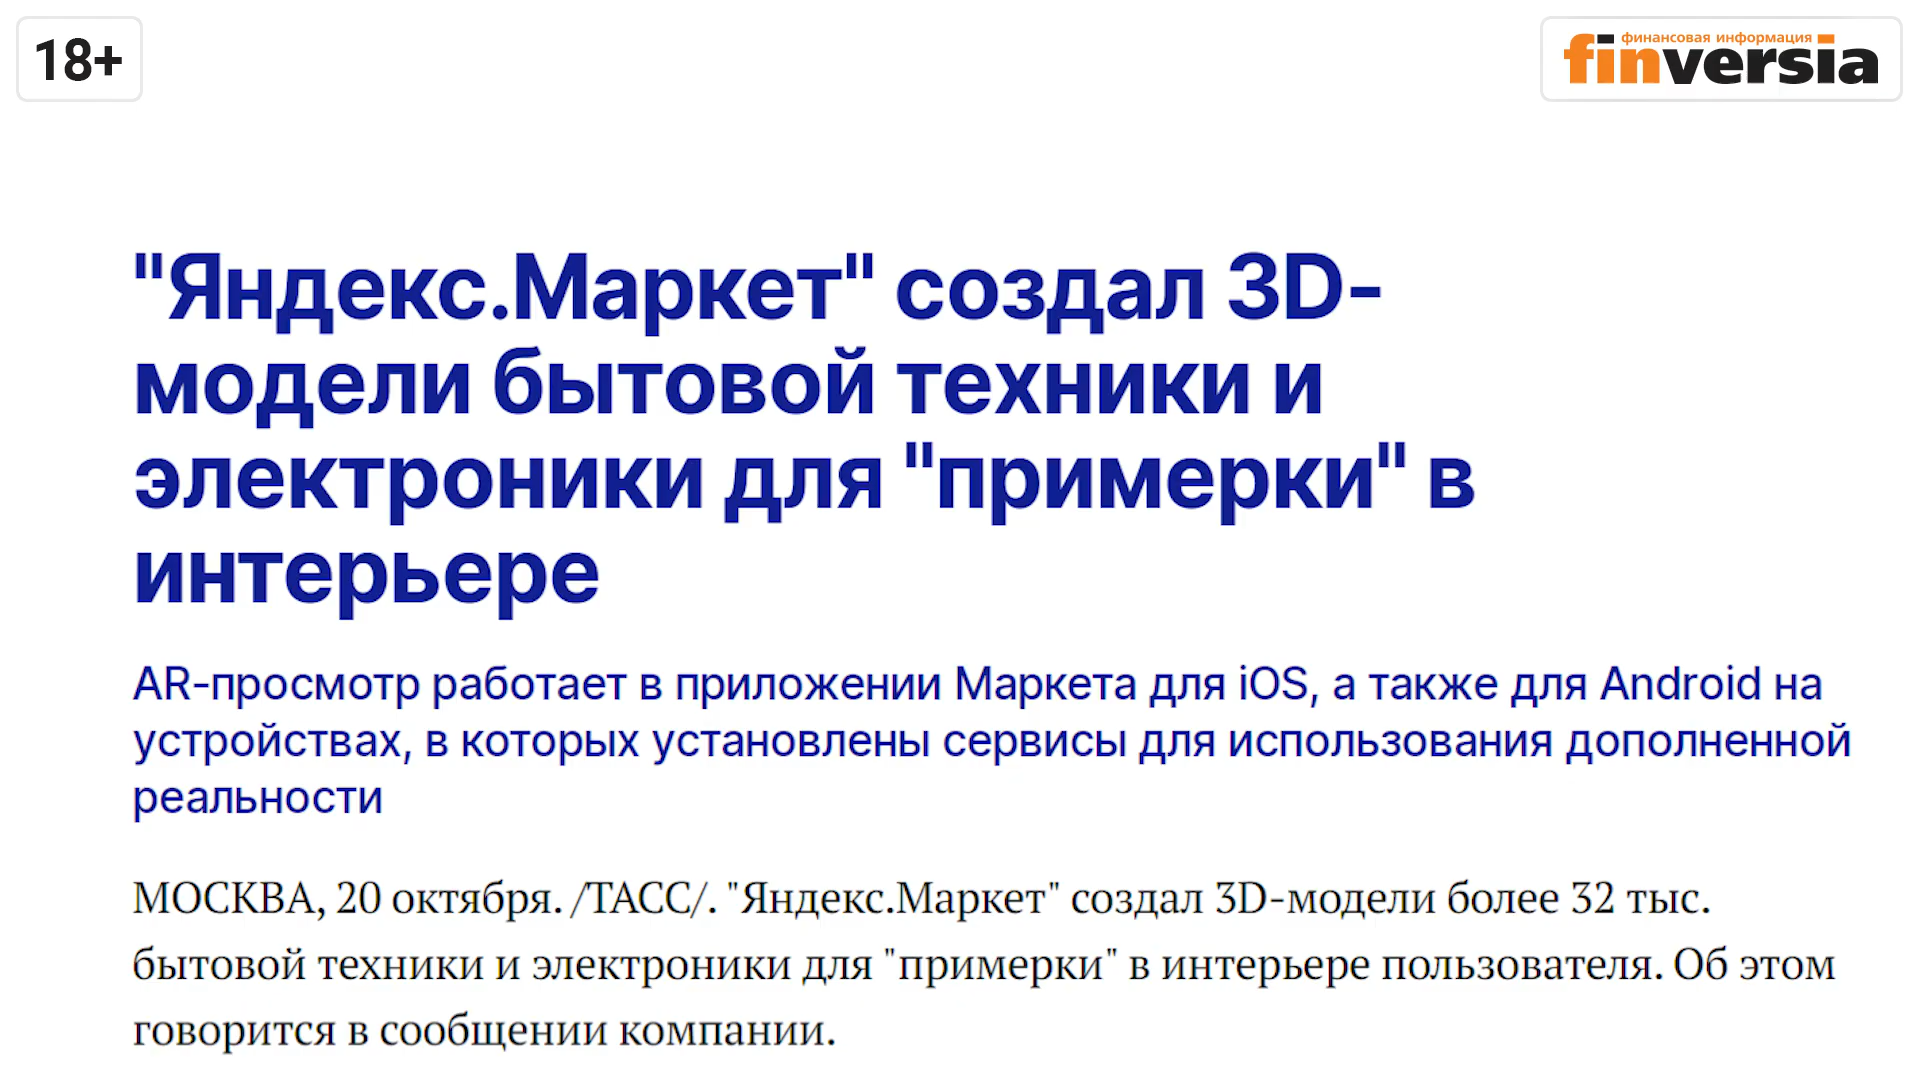 18+
финансовая информация
finversia
"Яндекс.Маркет" создал 3D-
модели бытовой техники и
электроники для "примерки" в
интерьере
AR-просмотр работает в приложении Маркета для iOS, а также для Android на
устройствах, в которых установлены сервисы для использования дополненной
реальности
МОСКВА, 20 октября. /ТАСС/. "Яндекс.Маркет" создал 3D-модели более 32 тыс.
бытовой техники и электроники для "примерки" в интерьере пользователя. Об этом
говорится в сообщении компании.